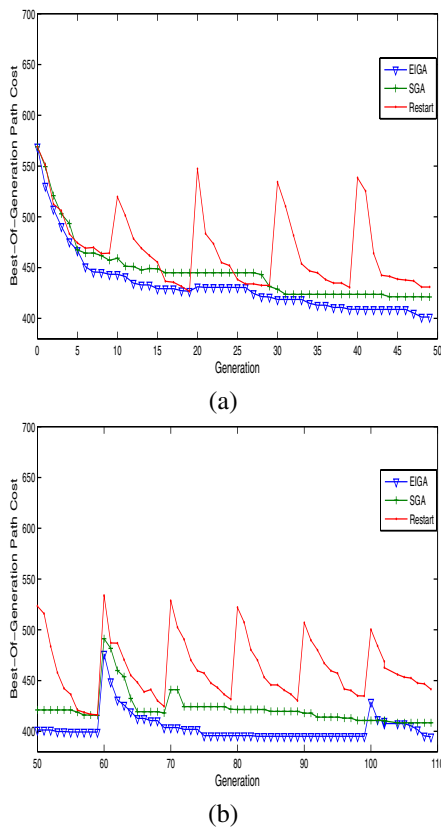 700
650
600
550
500
450
400
Best-Of-Generation Path Cost
EIGA
SGA
Restart
0 5 10 15 20 25 30 35 40 45 50
Generation
(a)
700
650
600
550
500
450
400
Best-Of-Generation Path Cost
EIGA
SGA
Restart
50 60 70 80 90 100 110
Generation
(b)